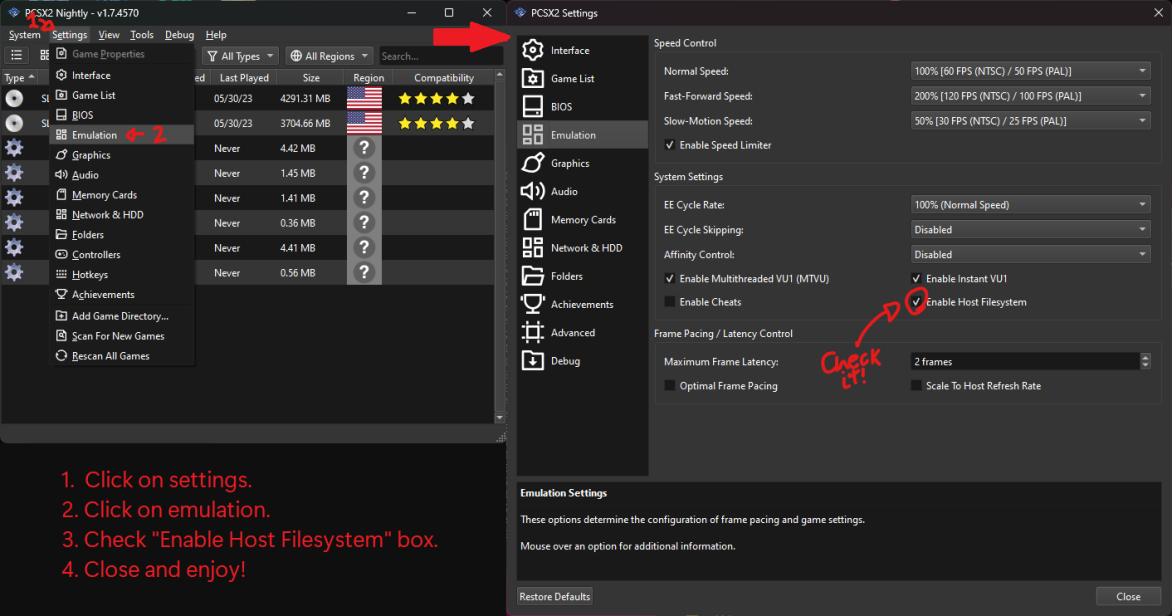 PCSX2 Nightly - v1.7.4570
1
System Settings View Tools Debug Help
All Types All Regions Search...
Type ed Last Played Size Region Compatibility
SL 05/30/23 4291.31 MB
SL 05/30/23 3704.66 MB
Never 4.42 MB ?
Never 1.45 MB ?
Never 1.41 MB ?
Never 0.36 MB ?
Never 4.41 MB ?
Never 0.56 MB ?
Game Properties
Interface
Game List
BIOS
Emulation
2
Graphics
Audio
Memory Cards
Network & HDD
Folders
Controllers
Hotkeys
Achievements
Add Game Directory...
Scan For New Games
Rescan All Games
1. Click on settings.
2. Click on emulation.
3. Check "Enable Host Filesystem" box.
4. Close and enjoy!
PCSX2 Settings
Interface
Game List
BIOS
Emulation
Graphics
Audio
Memory Cards
Network & HDD
Folders
Achievements
Advanced
Debug
Speed Control
Normal Speed: 100% [60 FPS (NTSC) / 50 FPS (PAL)]
Fast-Forward Speed: 200% [120 FPS (NTSC) / 100 FPS (PAL)]
Slow-Motion Speed: 50% [30 FPS (NTSC) / 25 FPS (PAL)]
Enable Speed Limiter
System Settings
EE Cycle Rate: 100% (Normal Speed)
EE Cycle Skipping: Disabled
Affinity Control: Disabled
Enable Multithreaded VU1 (MTVU) Enable Instant VU1
Enable Cheats Enable Host Filesystem
Frame Pacing / Latency Control
Check
it!
Maximum Frame Latency: 2 frames
Optimal Frame Pacing Scale To Host Refresh Rate
Emulation Settings
These options determine the configuration of frame pacing and game settings.
Mouse over an option for additional information.
Restore Defaults Close